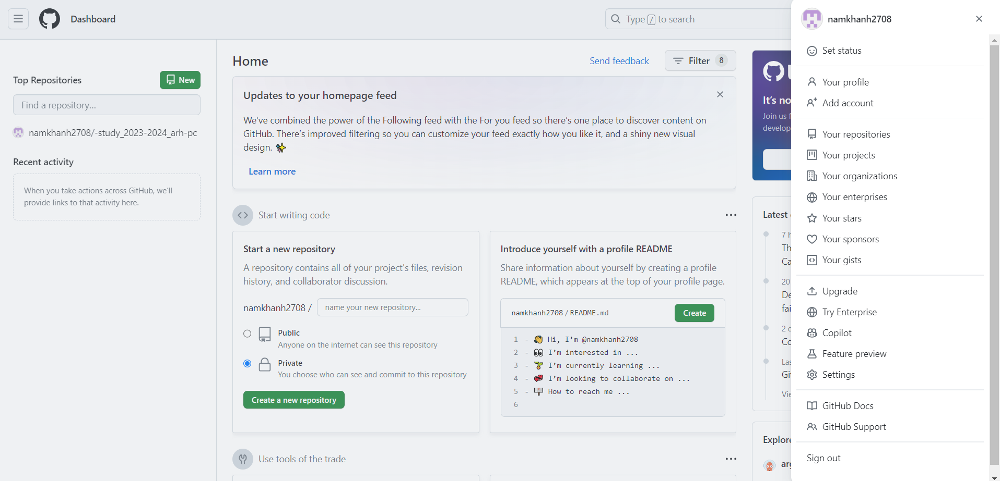 Dashboard
Type / to search
Top Repositories
New
Find a repository...
namkhanh2708/-study_2023-2024_arh-pc
Recent activity
When you take actions across GitHub, we'll
provide links to that activity here.
Home
Send feedback
Filter 8
Updates to your homepage feed
We've combined the power of the Following feed with the For you feed so there's one place to discover content on
GitHub. There's improved filtering so you can customize your feed exactly how you like it, and a shiny new visual
design. ✨
Learn more
Start writing code
Start a new repository
A repository contains all of your project's files, revision
history, and collaborator discussion.
namkhanh2708 /
name your new repository...
Public
Anyone on the internet can see this repository
Private
You choose who can see and commit to this repository
Create a new repository
Introduce yourself with a profile README
Share information about yourself by creating a profile
README, which appears at the top of your profile page.
namkhanh2708 / README.md
Create
1 - 👋 Hi, I’m @namkhanh2708
2 - 👀 I’m interested in ...
3 - 🌱 I’m currently learning ...
4 - 💞️ I’m looking to collaborate on ...
5 - 📫 How to reach me ...
6
Use tools of the trade
It's no
Join us
develop
Latest
7
Th
Ca
20
De
fai
2
Co
Las
Git
Vie
Explore
namkhanh2708
Set status
Your profile
Add account
Your repositories
Your projects
Your organizations
Your enterprises
Your stars
Your sponsors
Your gists
Upgrade
Try Enterprise
Copilot
Feature preview
Settings
GitHub Docs
GitHub Support
Sign out